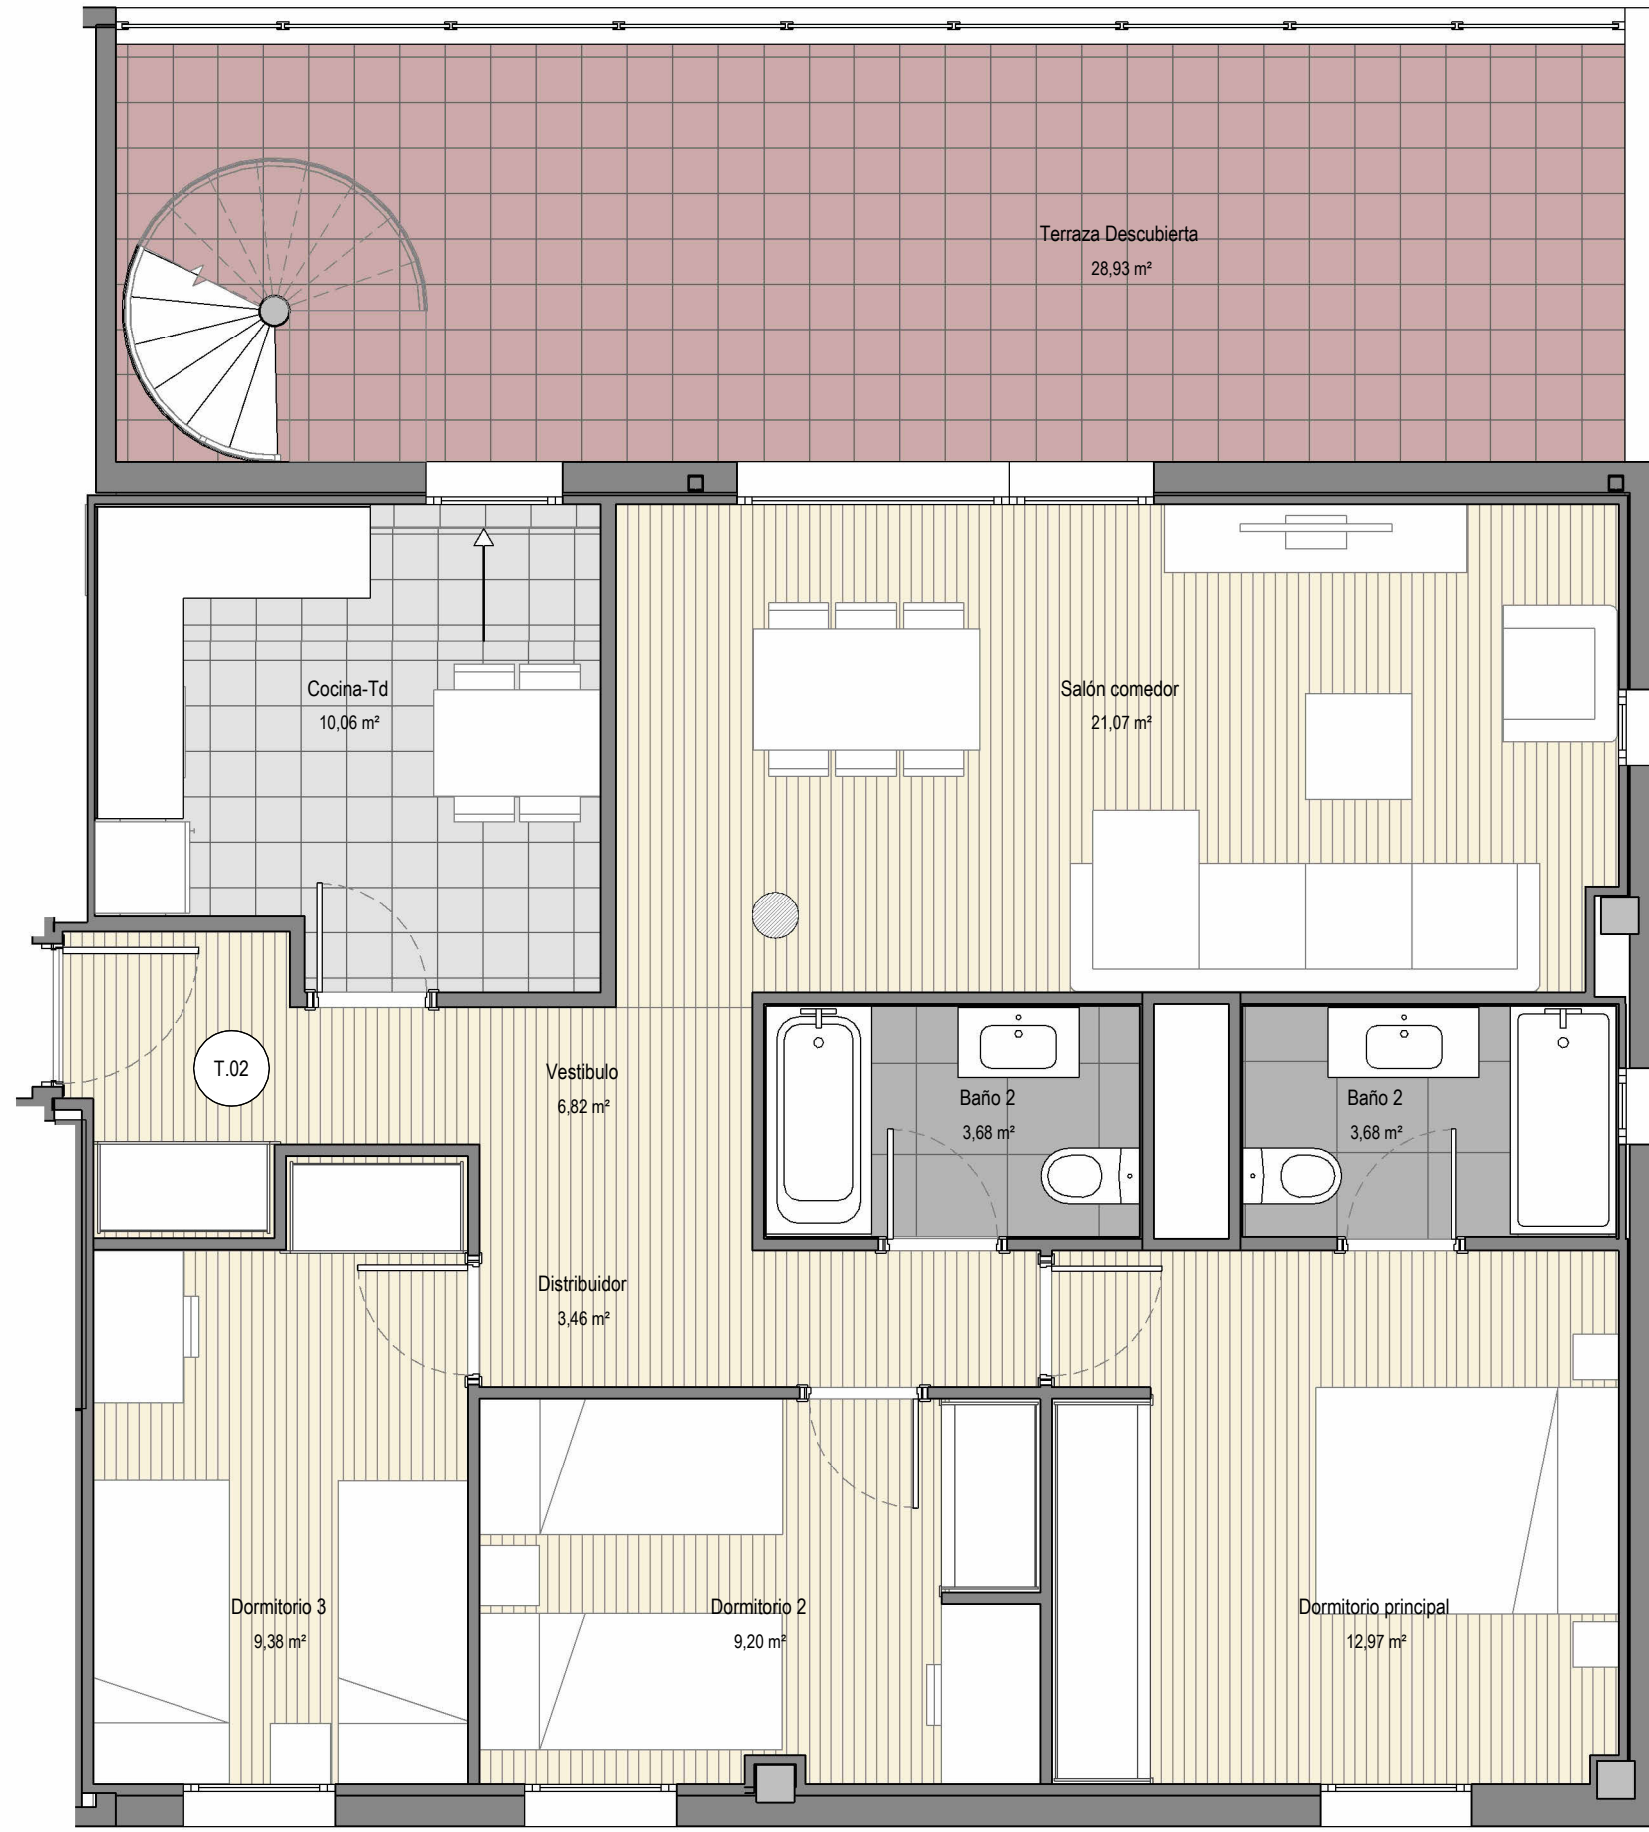 Terraza Descubierta
28,93 m²
Cocina-Td
10,06 m²
Salón comedor
21,07 m²
T.02
Vestibulo
6,82 m²
Baño 2
3,68 m²
Baño 2
3,68 m²
Distribuidor
3,46 m²
Dormitorio 3
9,38 m²
Dormitorio 2
9,20 m²
Dormitorio principal
12,97 m²